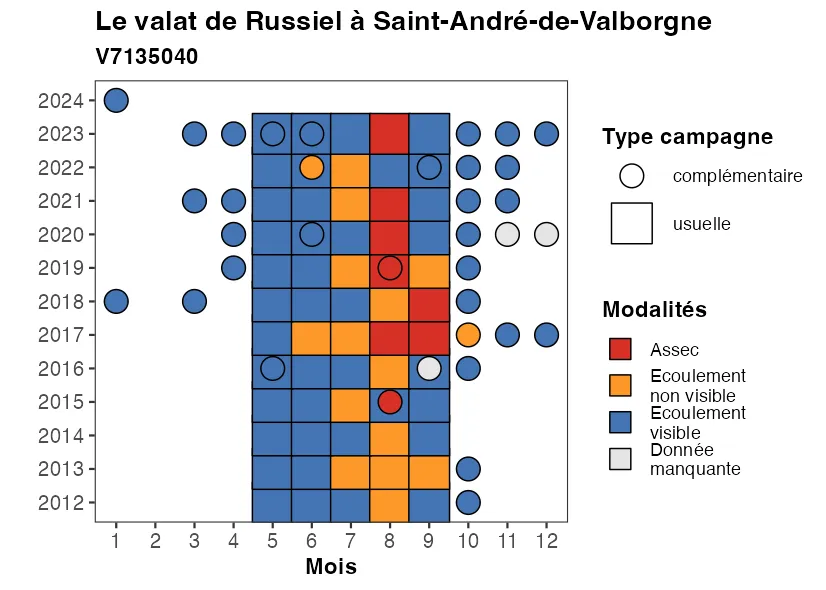 Le valat de Russiel à Saint-André-de-Valborgne
V7135040
2024
2023
2022
2021
2020
2019
2018
2017
2016
2015
2014
2013
2012
1 2 3 4 5 6 7 8 9 10 11 12
Mois
Type campagne
complémentaire
usuelle
Modalités
Assec
Ecoulement
non visible
Ecoulement
visible
Donnée
manquante